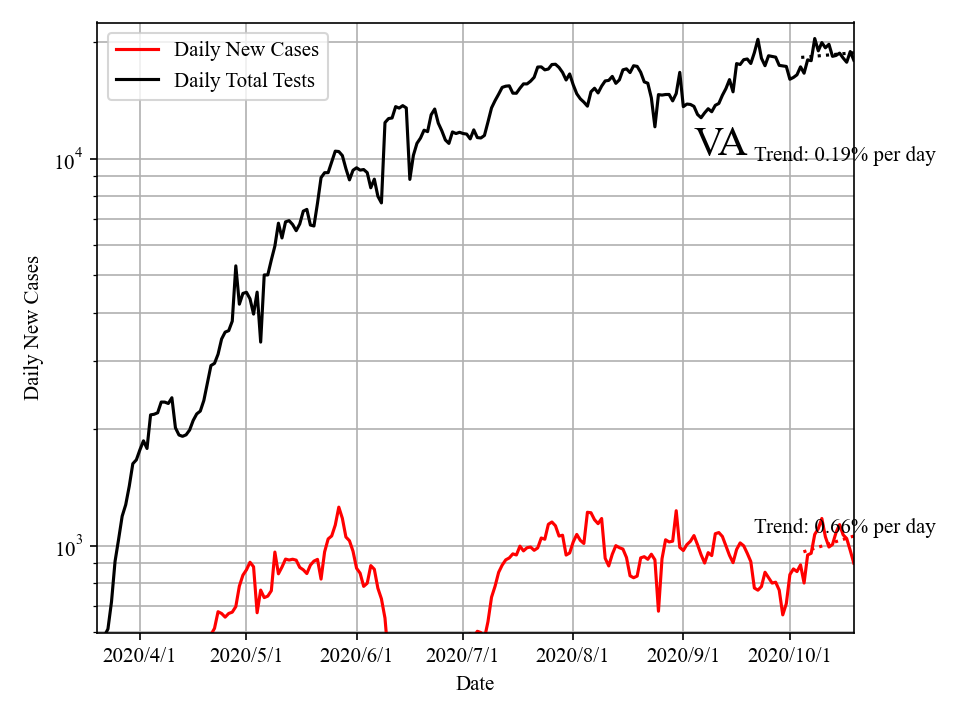 Daily New Cases
Daily Total Tests
10^4
10^3
Daily New Cases
VA
Trend: 0.19% per day
Trend: 0.66% per day
2020/4/1 2020/5/1 2020/6/1 2020/7/1 2020/8/1 2020/9/1 2020/10/1
Date